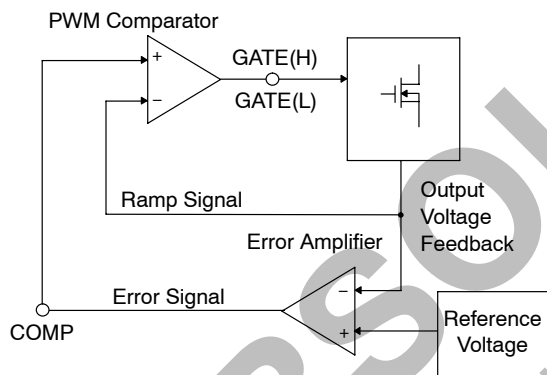 PWM Comparator
+
−
GATE(H)
GATE(L)
Ramp Signal
Output
Voltage
Feedback
Error Amplifier
Error Signal
−
+
COMP
Reference
Voltage